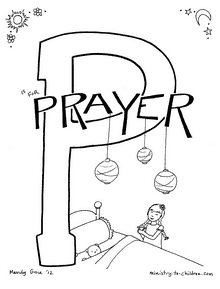 P
"is FOR
PRAYER
Mandy Groce '12
ministry-to-children.com